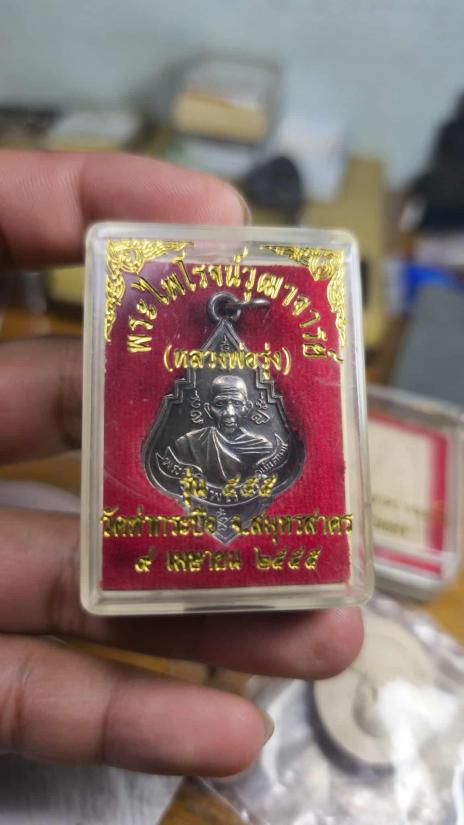 พระไพโรจน์วุฒาจารย์
(หลวงพ่อรุ่ง)
รุ่น ๕๕๕
วัดท่ากระบือ จ.สมุทรสาคร
๙ เมษายน ๒๕๕๕